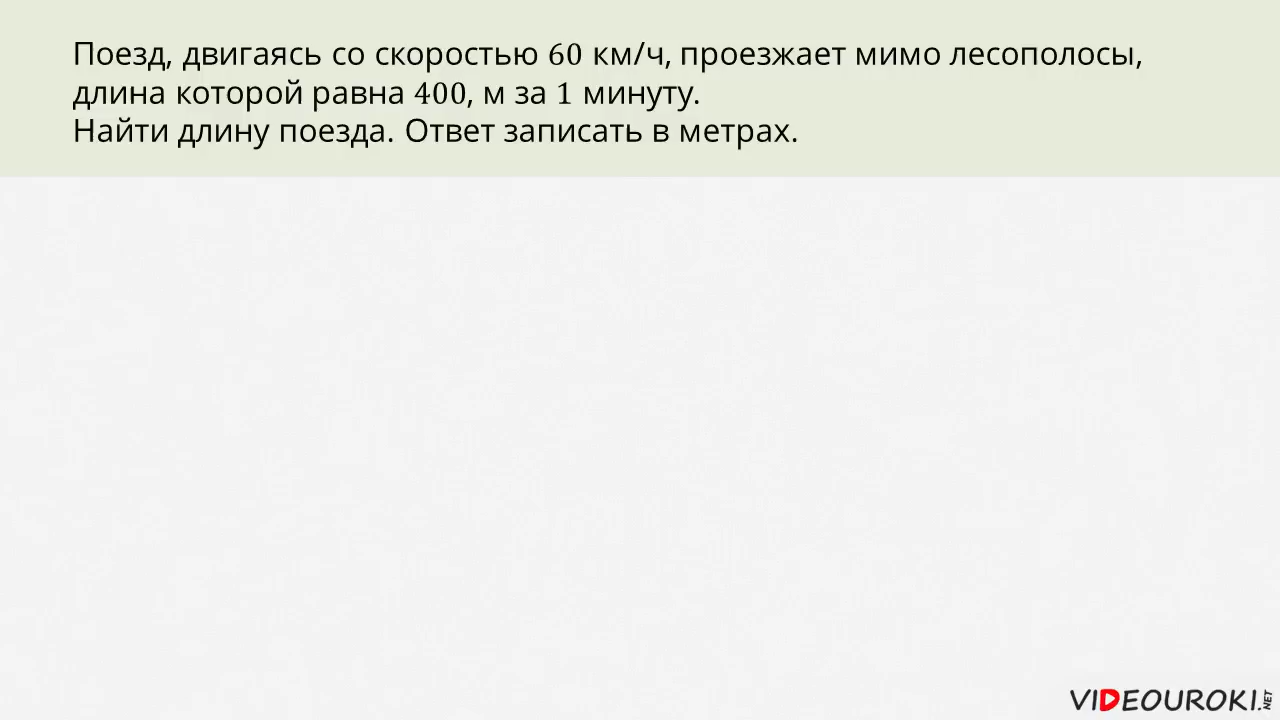 Поезд, двигаясь со скоростью 60 км/ч, проезжает мимо лесополосы,
длина которой равна 400, м за 1 минуту.
Найти длину поезда. Ответ записать в метрах.
VIDEOUROKI.NET